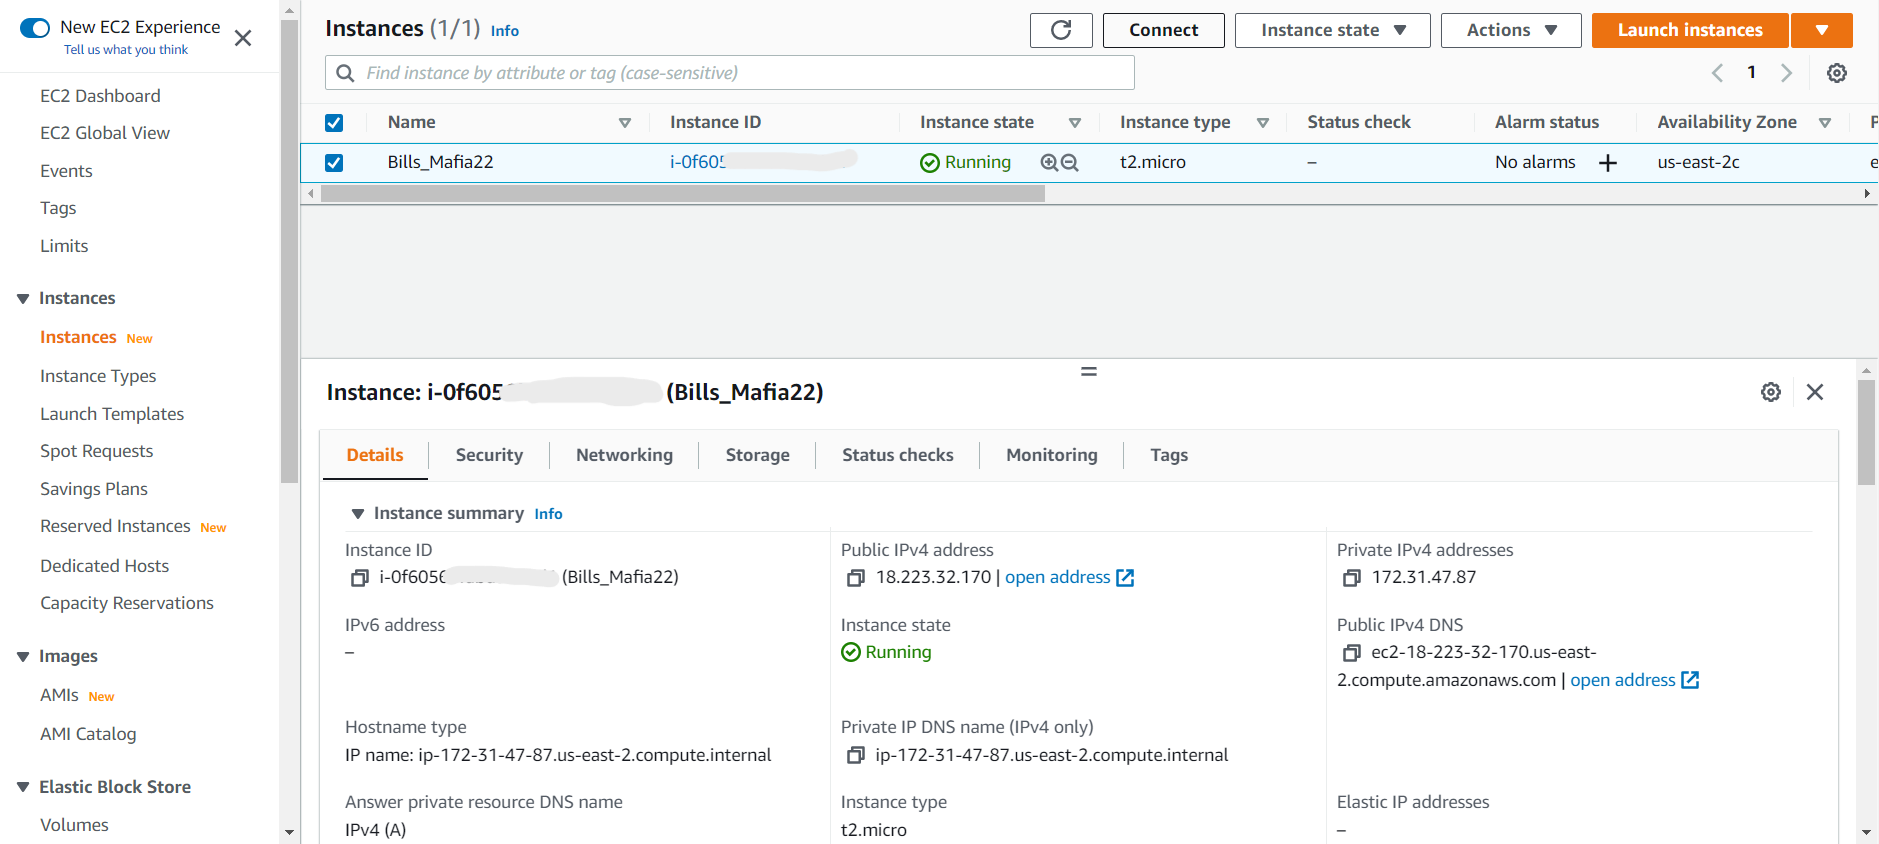 New EC2 Experience
Tell us what you think
EC2 Dashboard
EC2 Global View
Events
Tags
Limits
Instances
Instances New
Instance Types
Launch Templates
Spot Requests
Savings Plans
Reserved Instances New
Dedicated Hosts
Capacity Reservations
Images
AMIs New
AMI Catalog
Elastic Block Store
Volumes
Instances (1/1) Info
Connect
Instance state
Actions
Launch instances
Find instance by attribute or tag (case-sensitive)
1
Name Instance ID Instance state Instance type Status check Alarm status Availability Zone P
Bills_Mafia22 i-0f605 Running t2.micro – No alarms + us-east-2c e
Instance: i-0f605 (Bills_Mafia22)
Details Security Networking Storage Status checks Monitoring Tags
Instance summary Info
Instance ID
i-0f6056 (Bills_Mafia22)
Public IPv4 address
18.223.32.170 | open address
Private IPv4 addresses
172.31.47.87
IPv6 address
–
Instance state
Running
Public IPv4 DNS
ec2-18-223-32-170.us-east-
2.compute.amazonaws.com | open address
Hostname type
IP name: ip-172-31-47-87.us-east-2.compute.internal
Private IP DNS name (IPv4 only)
ip-172-31-47-87.us-east-2.compute.internal
Answer private resource DNS name
IPv4 (A)
Instance type
t2.micro
Elastic IP addresses
–